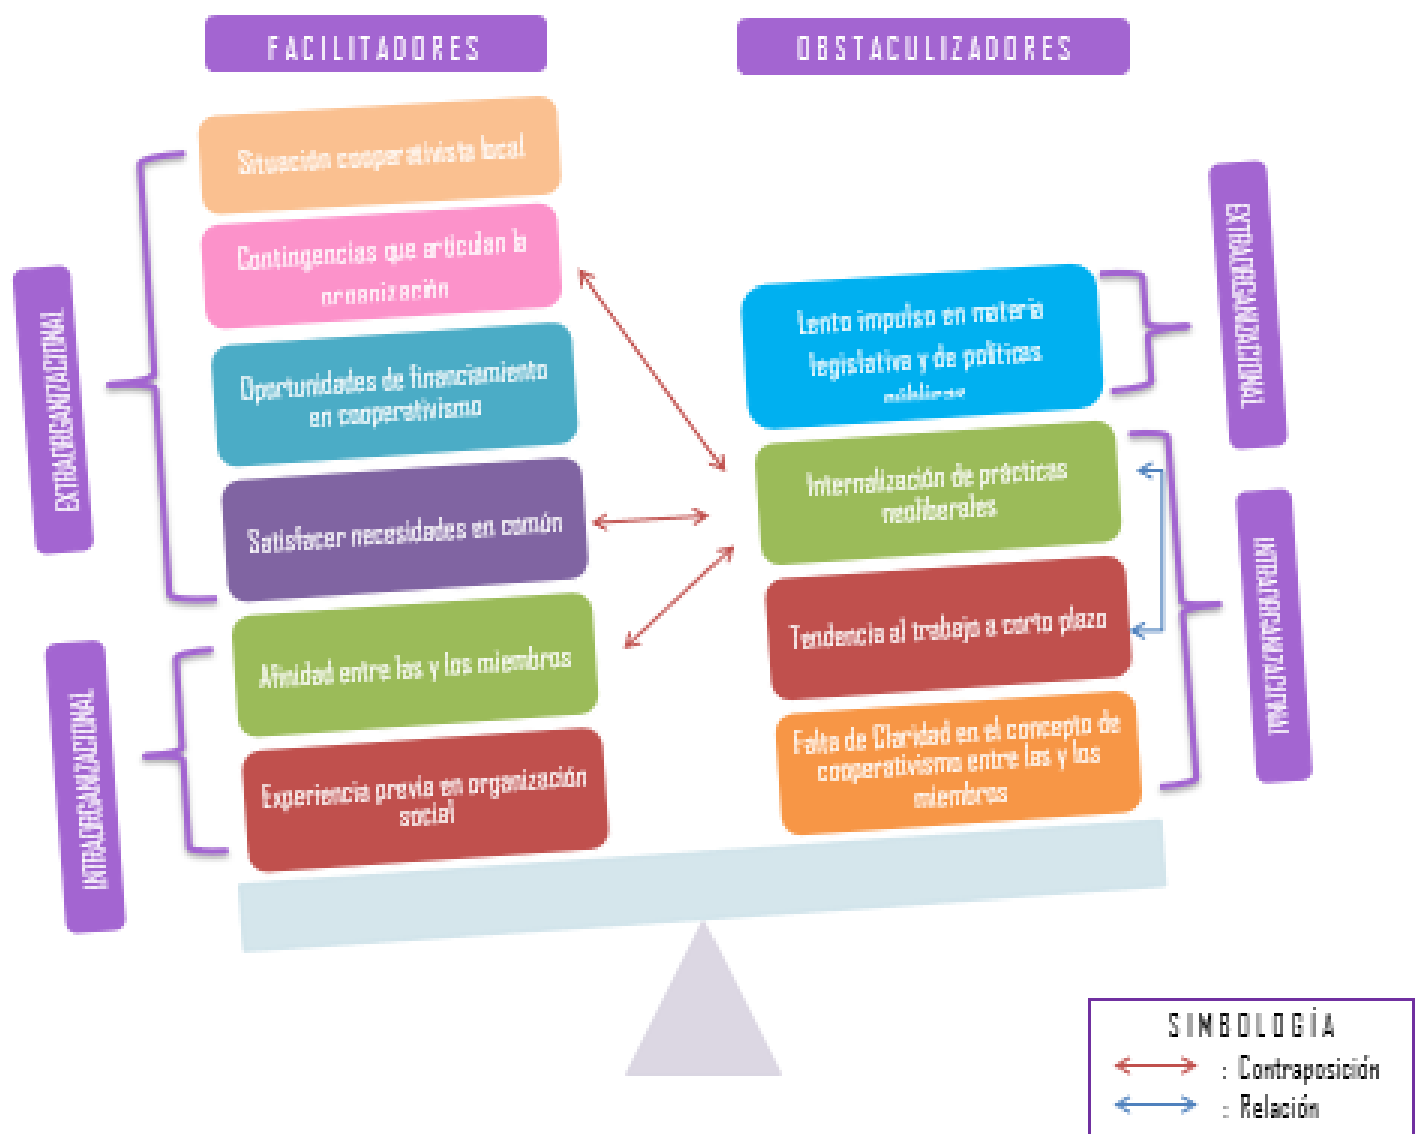 FACILITADORES
OBSTACULIZADORES
Situación cooperativista local
Contingencias que articulan la
organización
Oportunidades de financiamiento
en cooperativismo
Satisfacer necesidades en común
Afinidad entre las y los miembros
Experiencia previa en organización
social
EXTRAORGANIZACIONAL
INTRAORGANIZACIONAL
Lento impulso en materia
legislativa y de políticas
públicas
Internalización de prácticas
neoliberales
Tendencia al trabajo a corto plazo
Falta de Claridad en el concepto de
cooperativismo entre las y los
miembros
EXTRAORGANIZACIONAL
INTRAORGANIZACIONAL
SIMBOLOGÍA
: Contraposición
: Relación